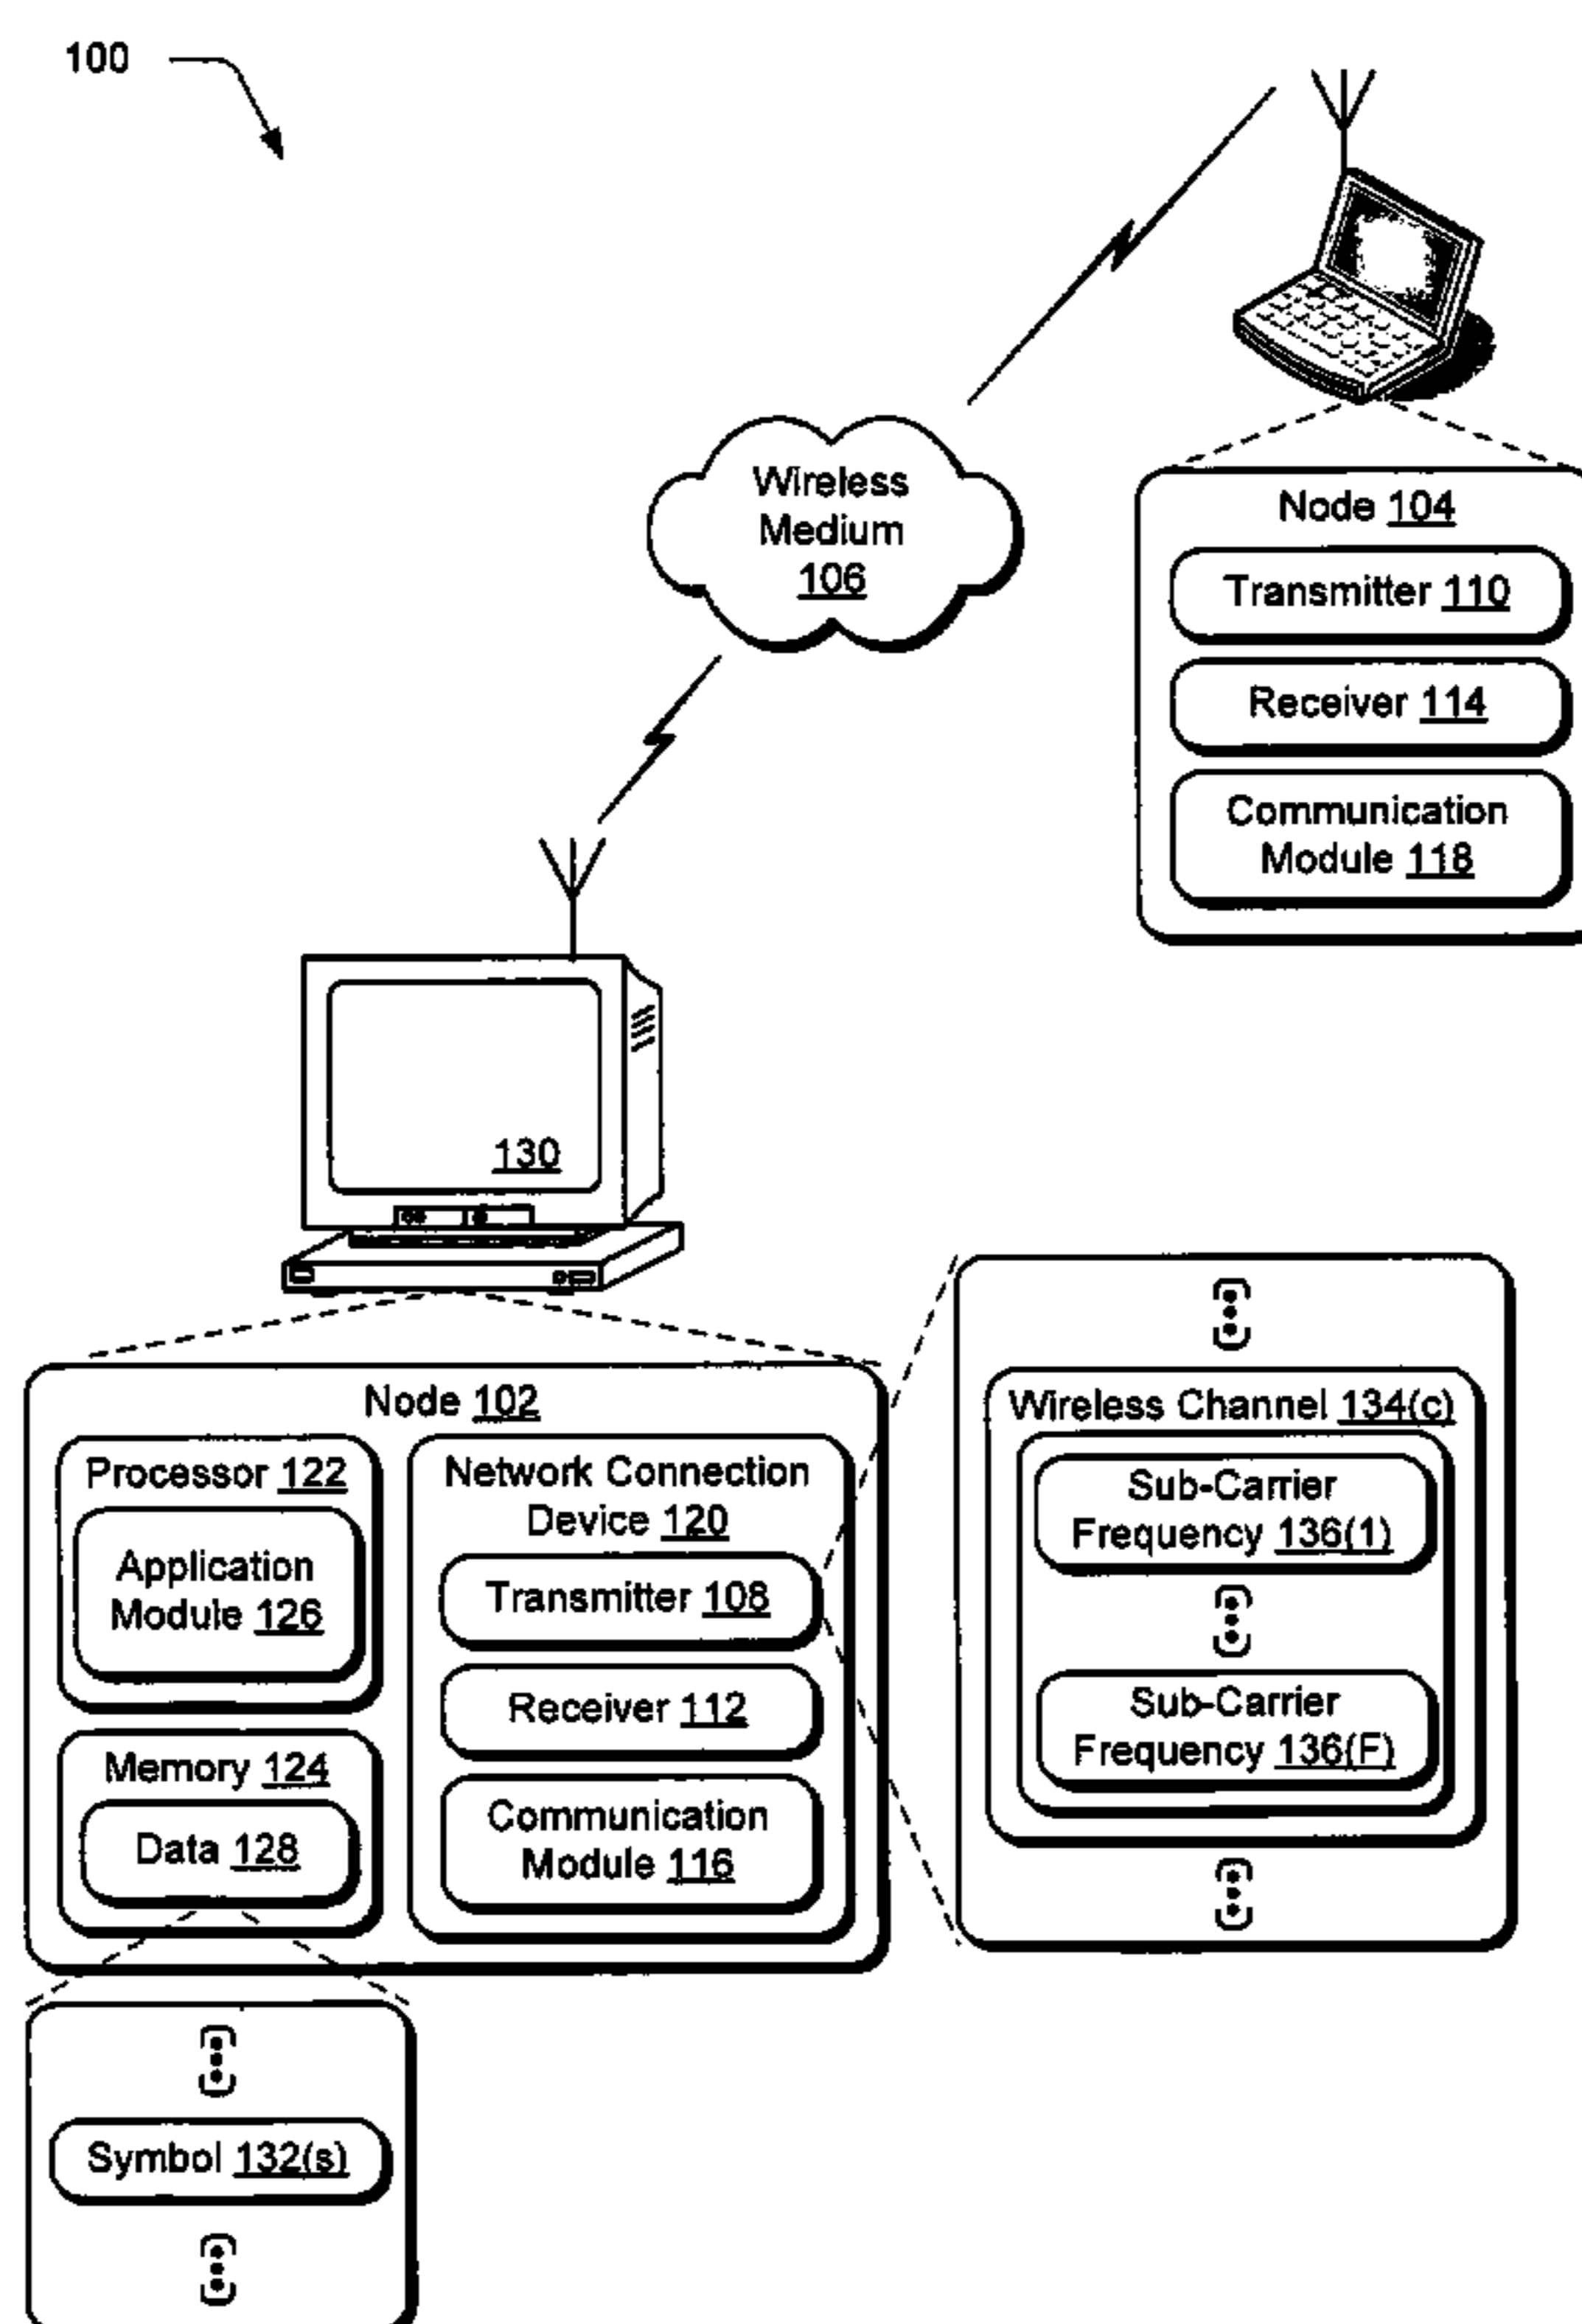 100
Wireless
Medium
106
Node 104
Transmitter 110
Receiver 114
Communication
Module 118
130
Node 102
Processor 122
Application
Module 126
Memory 124
Data 128
Network Connection
Device 120
Transmitter 108
Receiver 112
Communication
Module 116
Wireless Channel 134(c)
Sub-Carrier
Frequency 136(1)
Sub-Carrier
Frequency 136(F)
Symbol 132(s)